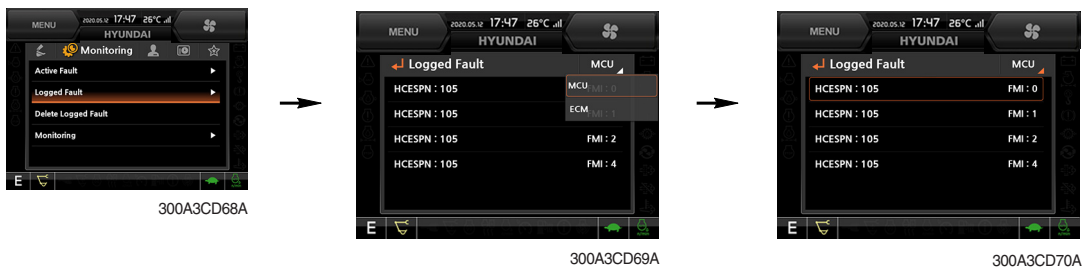 MENU
2020.05.12 17:47 26°C .ıl
HYUNDAI
Monitoring
Active Fault
Logged Fault
Delete Logged Fault
Monitoring
E
300A3CD68A
MENU
2020.05.12 17:47 26°C .ıl
HYUNDAI
Logged Fault MCU
HCESPN : 105 MCU FMI : 0
HCESPN : 105 ECM FMI : 1
HCESPN : 105 FMI : 2
HCESPN : 105 FMI : 4
E
300A3CD69A
MENU
2020.05.12 17:47 26°C .ıl
HYUNDAI
Logged Fault MCU
HCESPN : 105 FMI : 0
HCESPN : 105 FMI : 1
HCESPN : 105 FMI : 2
HCESPN : 105 FMI : 4
E
300A3CD70A